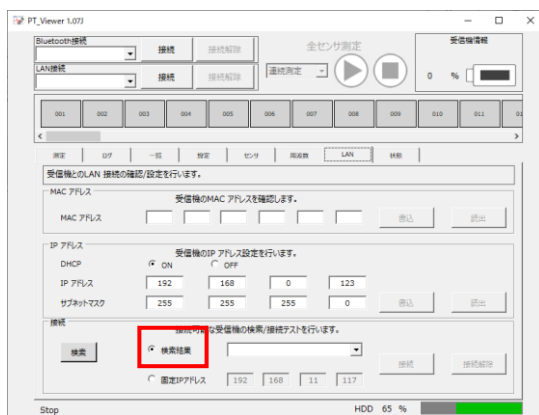 PT_Viewer 1.07J
Bluetooth接続
接続
接続解除
全センサ測定
受信機情報
LAN接続
接続
接続解除
連続測定
0 %
001 002 003 004 005 006 007 008 009 010 011 01
測定 ログ 一覧 設定 センサ 周波数 LAN 状態
受信機とのLAN 接続の確認/設定を行います。
MAC アドレス
受信機のMAC アドレスを確認します。
MAC アドレス
書込 読出
IP アドレス
受信機のIP アドレス設定を行います。
DHCP ON OFF
IP アドレス 192 168 0 123
サブネットマスク 255 255 255 0 書込 読出
接続
接続可能な受信機の検索/接続テストを行います。
検索 検索結果
接続 接続解除
固定IPアドレス 192 168 11 117
Stop HDD 65 %